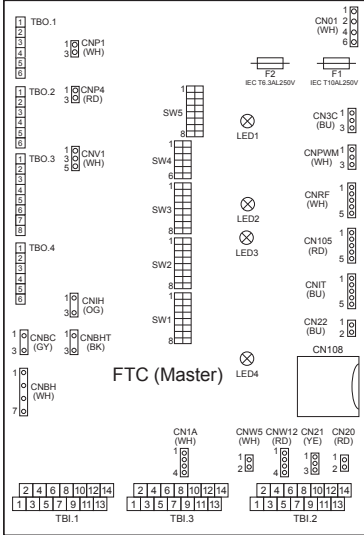 TBO.1
1
2
3
4
5
6
CNP1
(WH)
1
3
CN01
(WH)
1
2
4
6
F2
IEC T6.3AL250V
F1
IEC T10AL250V
TBO.2
1
2
3
4
5
6
CNP4
(RD)
1
3
SW5
1
8
LED1
CN3C
(BU)
1
3
TBO.3
1
2
3
4
5
6
7
8
CNV1
(WH)
1
3
5
SW4
1
6
CNPWM
(WH)
1
3
SW3
1
8
LED2
CNRF
(WH)
1
5
TBO.4
1
2
3
4
5
6
SW2
1
8
LED3
CN105
(RD)
1
5
CNIH
(OG)
1
3
SW1
1
8
CNIT
(BU)
1
5
CNBC
(GY)
1
3
CNBHT
(BK)
1
3
CN22
(BU)
1
2
CNBH
(WH)
1
7
FTC (Master)
LED4
CN108
CN1A
(WH)
1
4
CNW5
(WH)
1
2
CNW12
(RD)
1
4
CN21
(YE)
1
3
CN20
(RD)
1
2
2 4 6 8 10 12 14
1 3 5 7 9 11 13
TBI.1
2 4 6 8 10 12 14
1 3 5 7 9 11 13
TBI.3
2 4 6 8 10 12 14
1 3 5 7 9 11 13
TBI.2